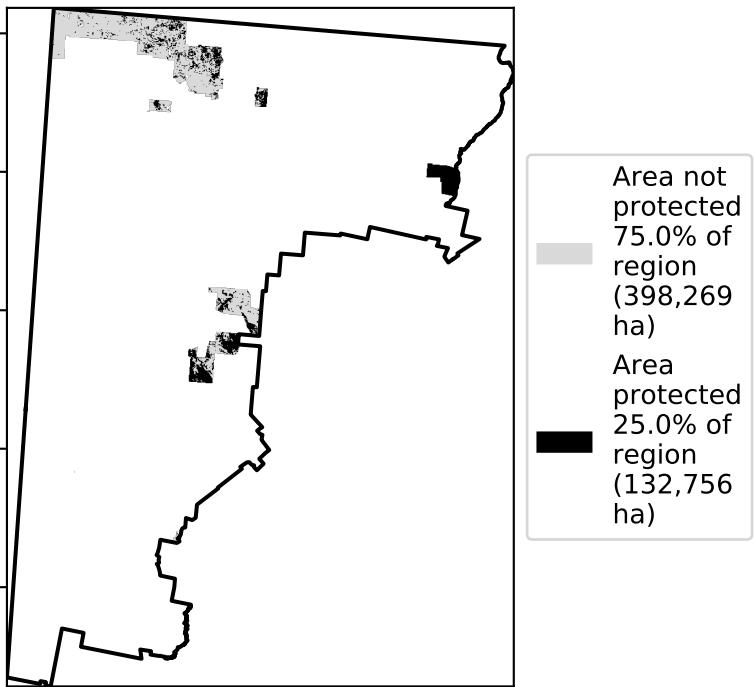 Area not
protected
75.0% of
region
(398,269
ha)
Area
protected
25.0% of
region
(132,756
ha)